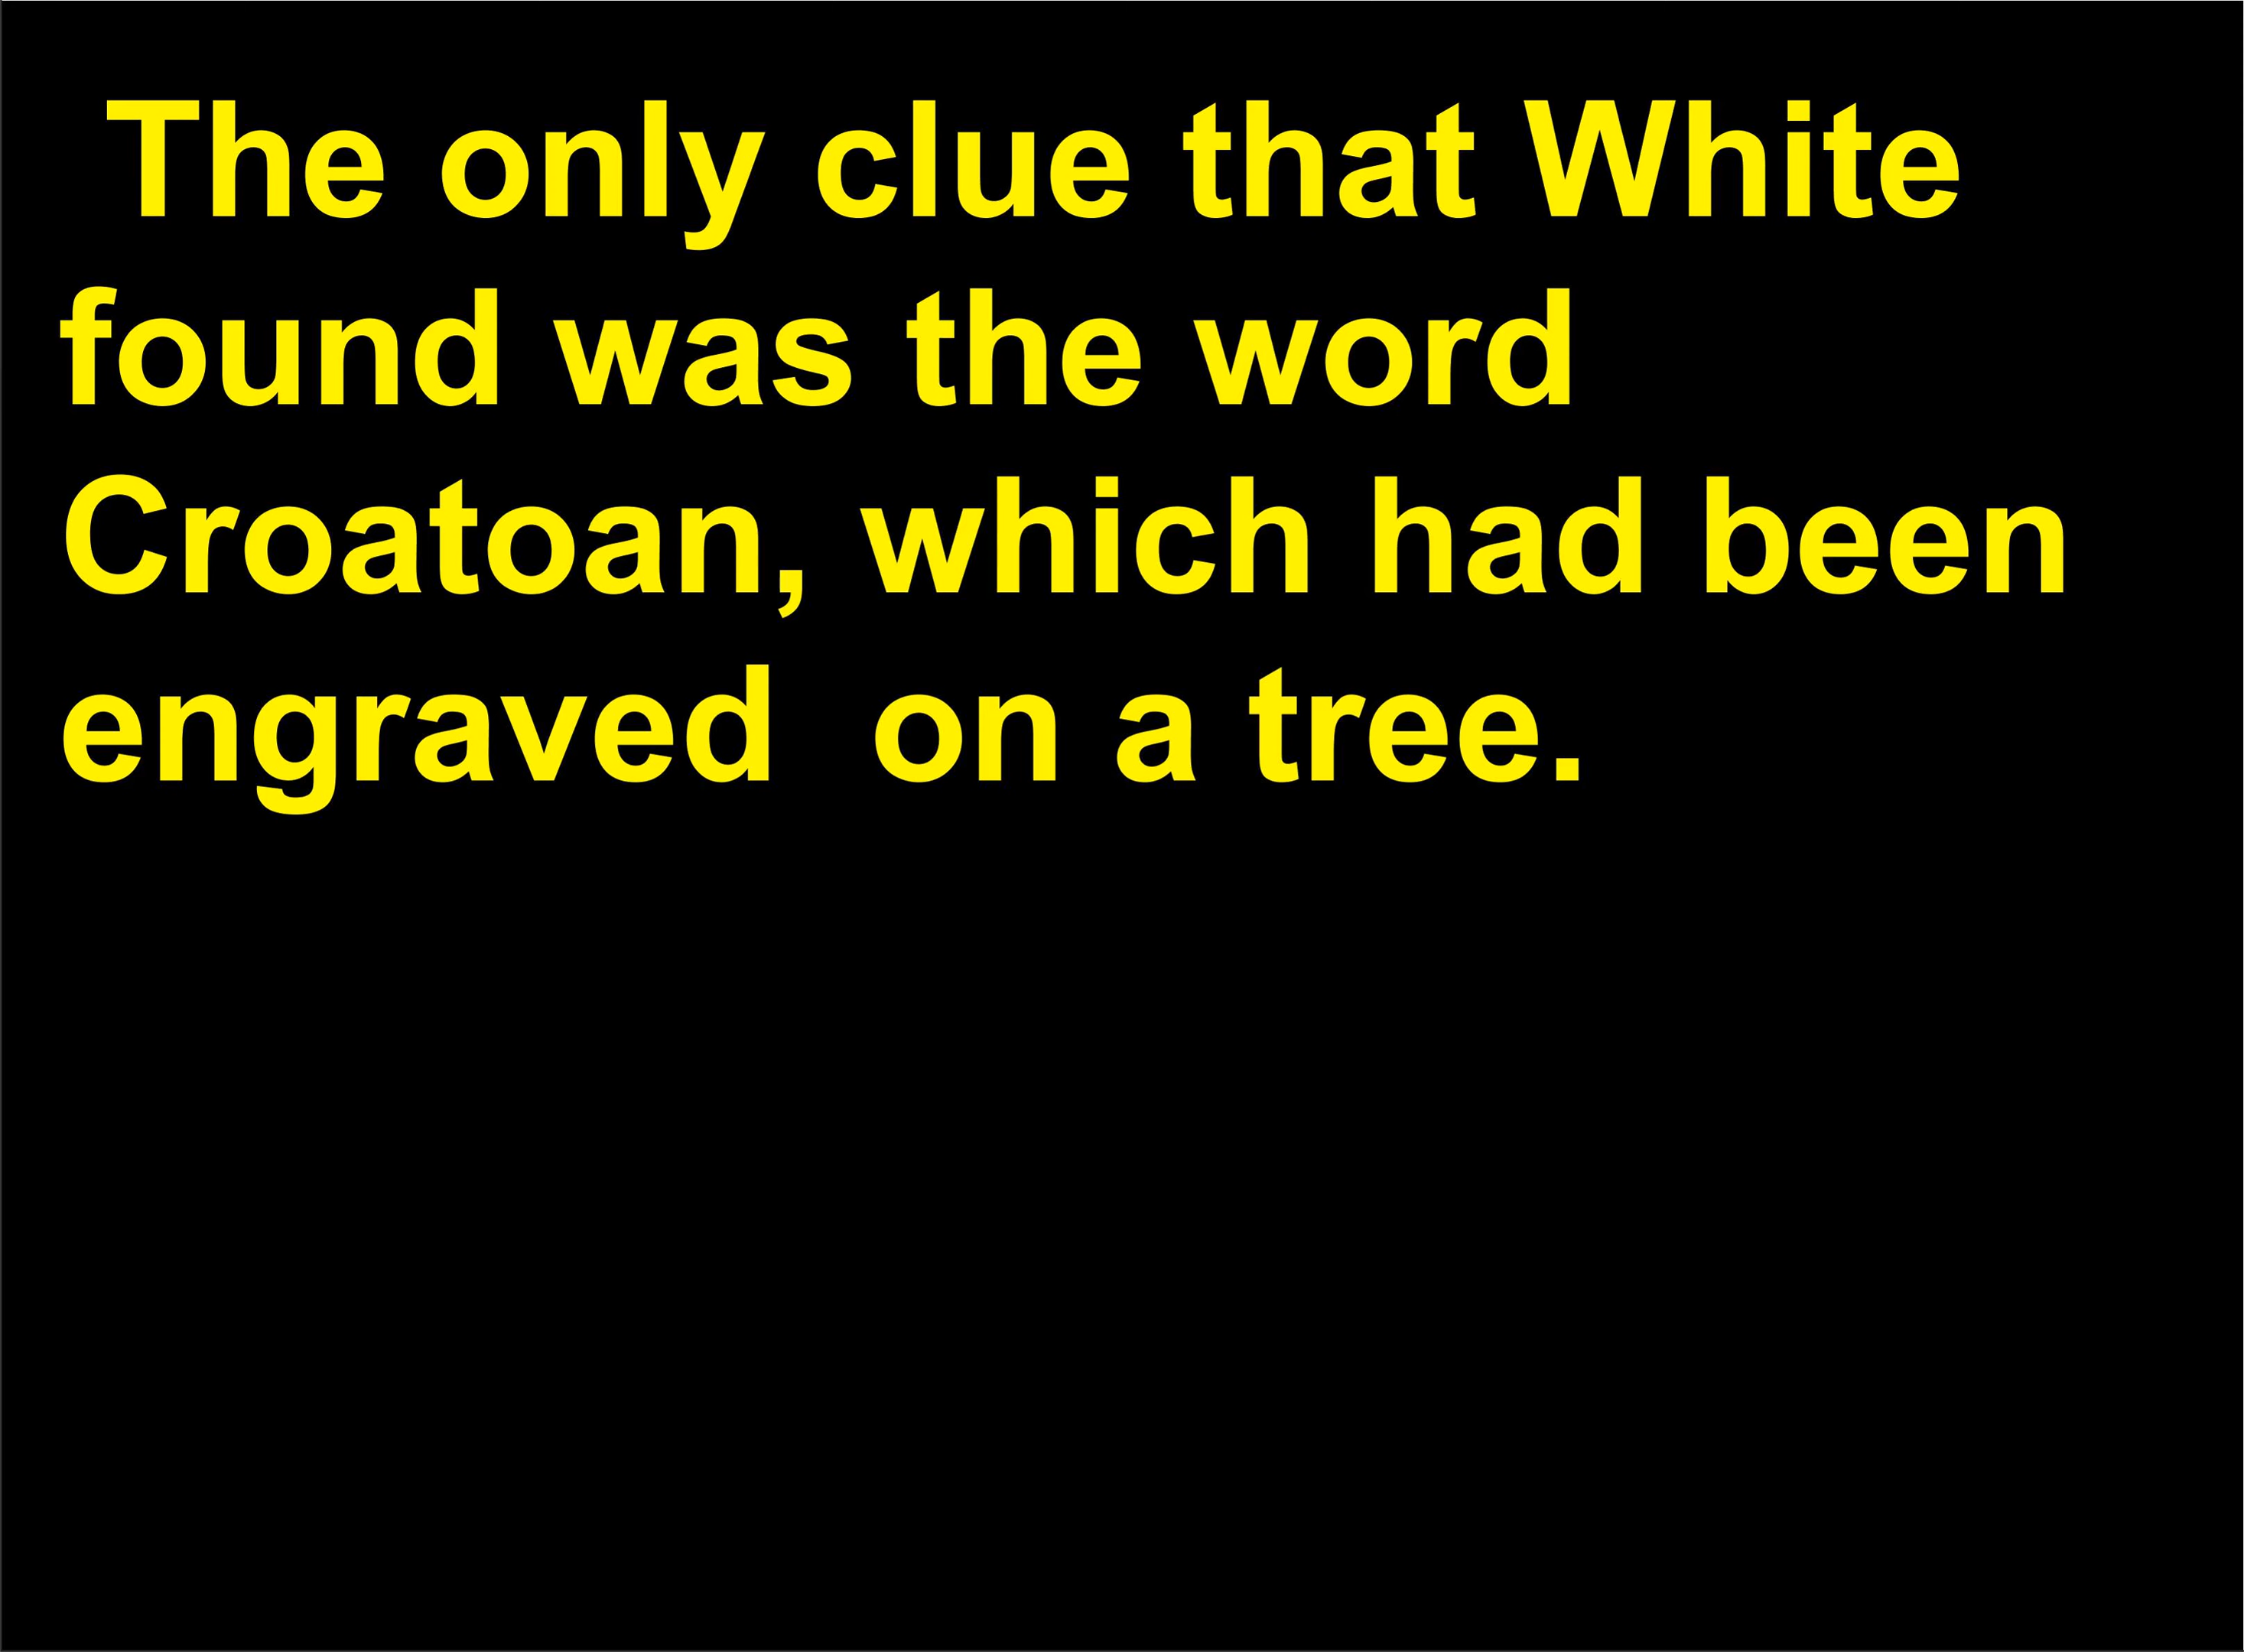 The only clue that White
found was the word
Croatoan, which had been
engraved  on a tree.